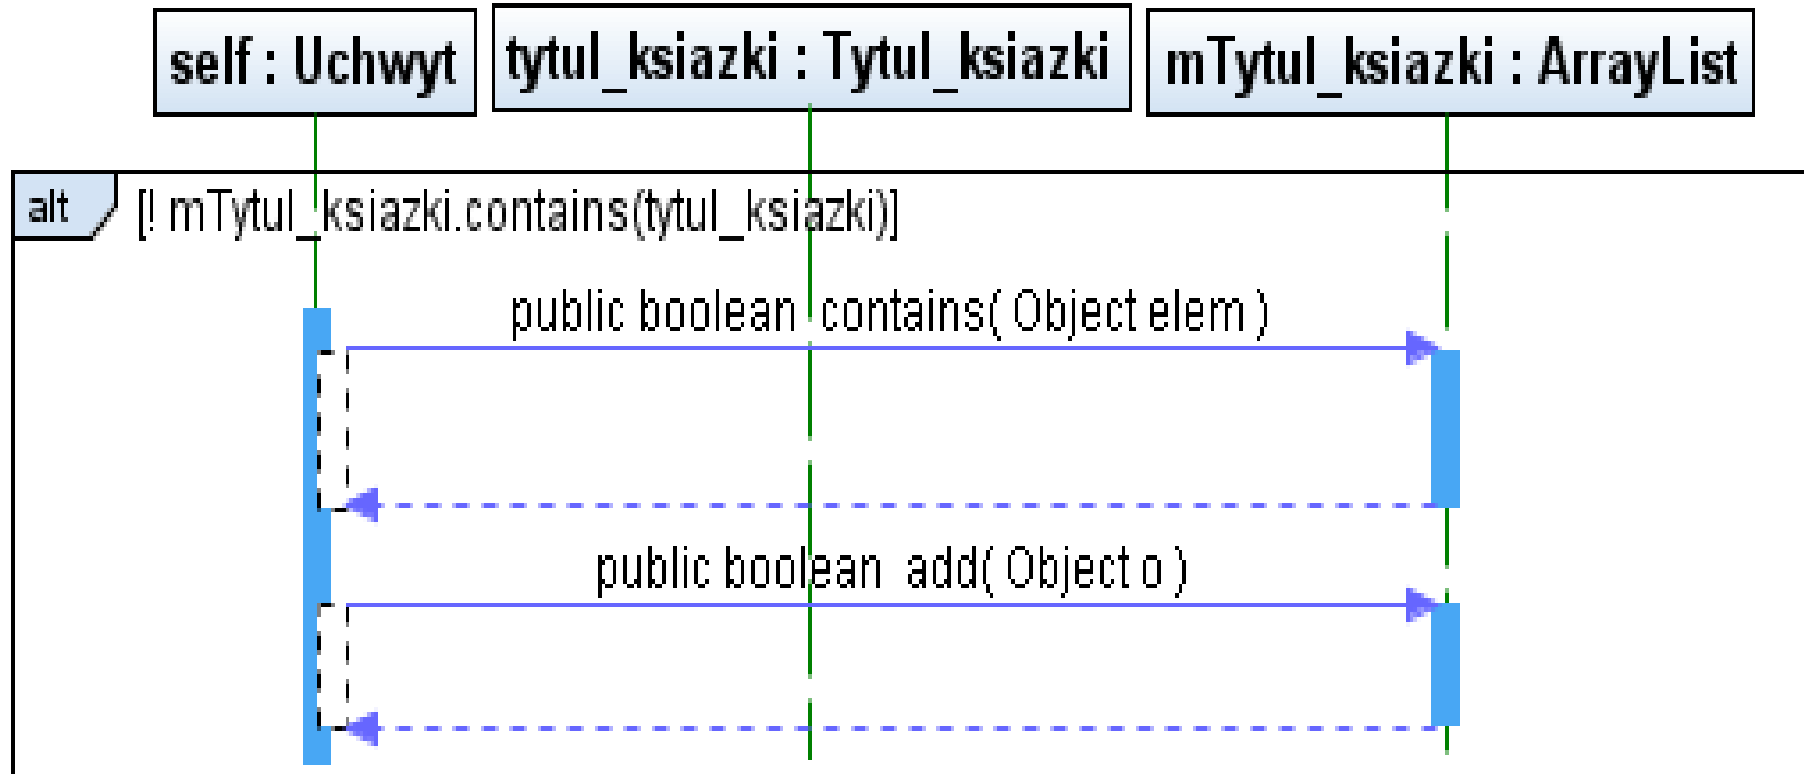 self : Uchwyt
tytul_ksiazki : Tytul_ksiazki
mTytul_ksiazki : ArrayList
alt
[! mTytul_ksiazki.contains(tytul_ksiazki)]
public boolean contains( Object elem )
public boolean add( Object o )